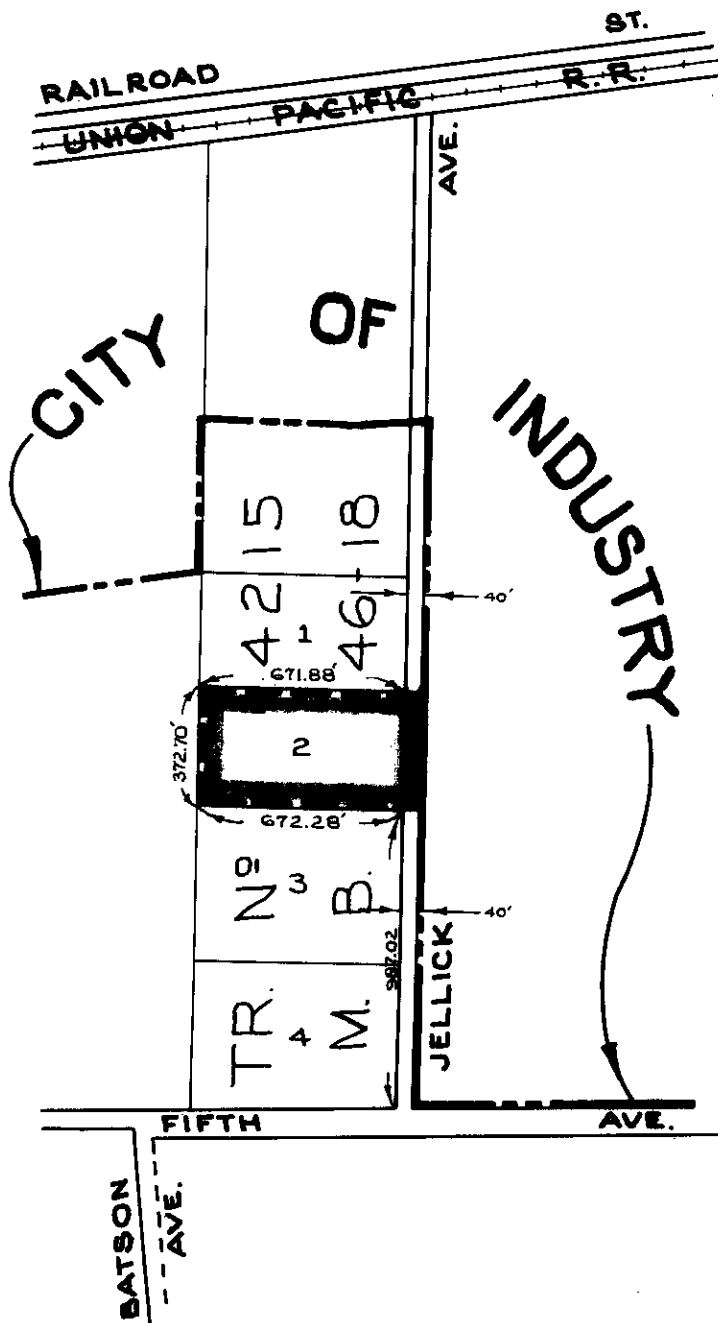 ST.
RAILROAD
UNION PACIFIC R.R.
AVE.
CITY
OF
INDUSTRY
TR. Nº 4215
M. B. 46-18
40'
1
671.88'
372.70'
2
672.28'
3
40'
987.02
JELLICK
4
FIFTH AVE.
BATSON
AVE.